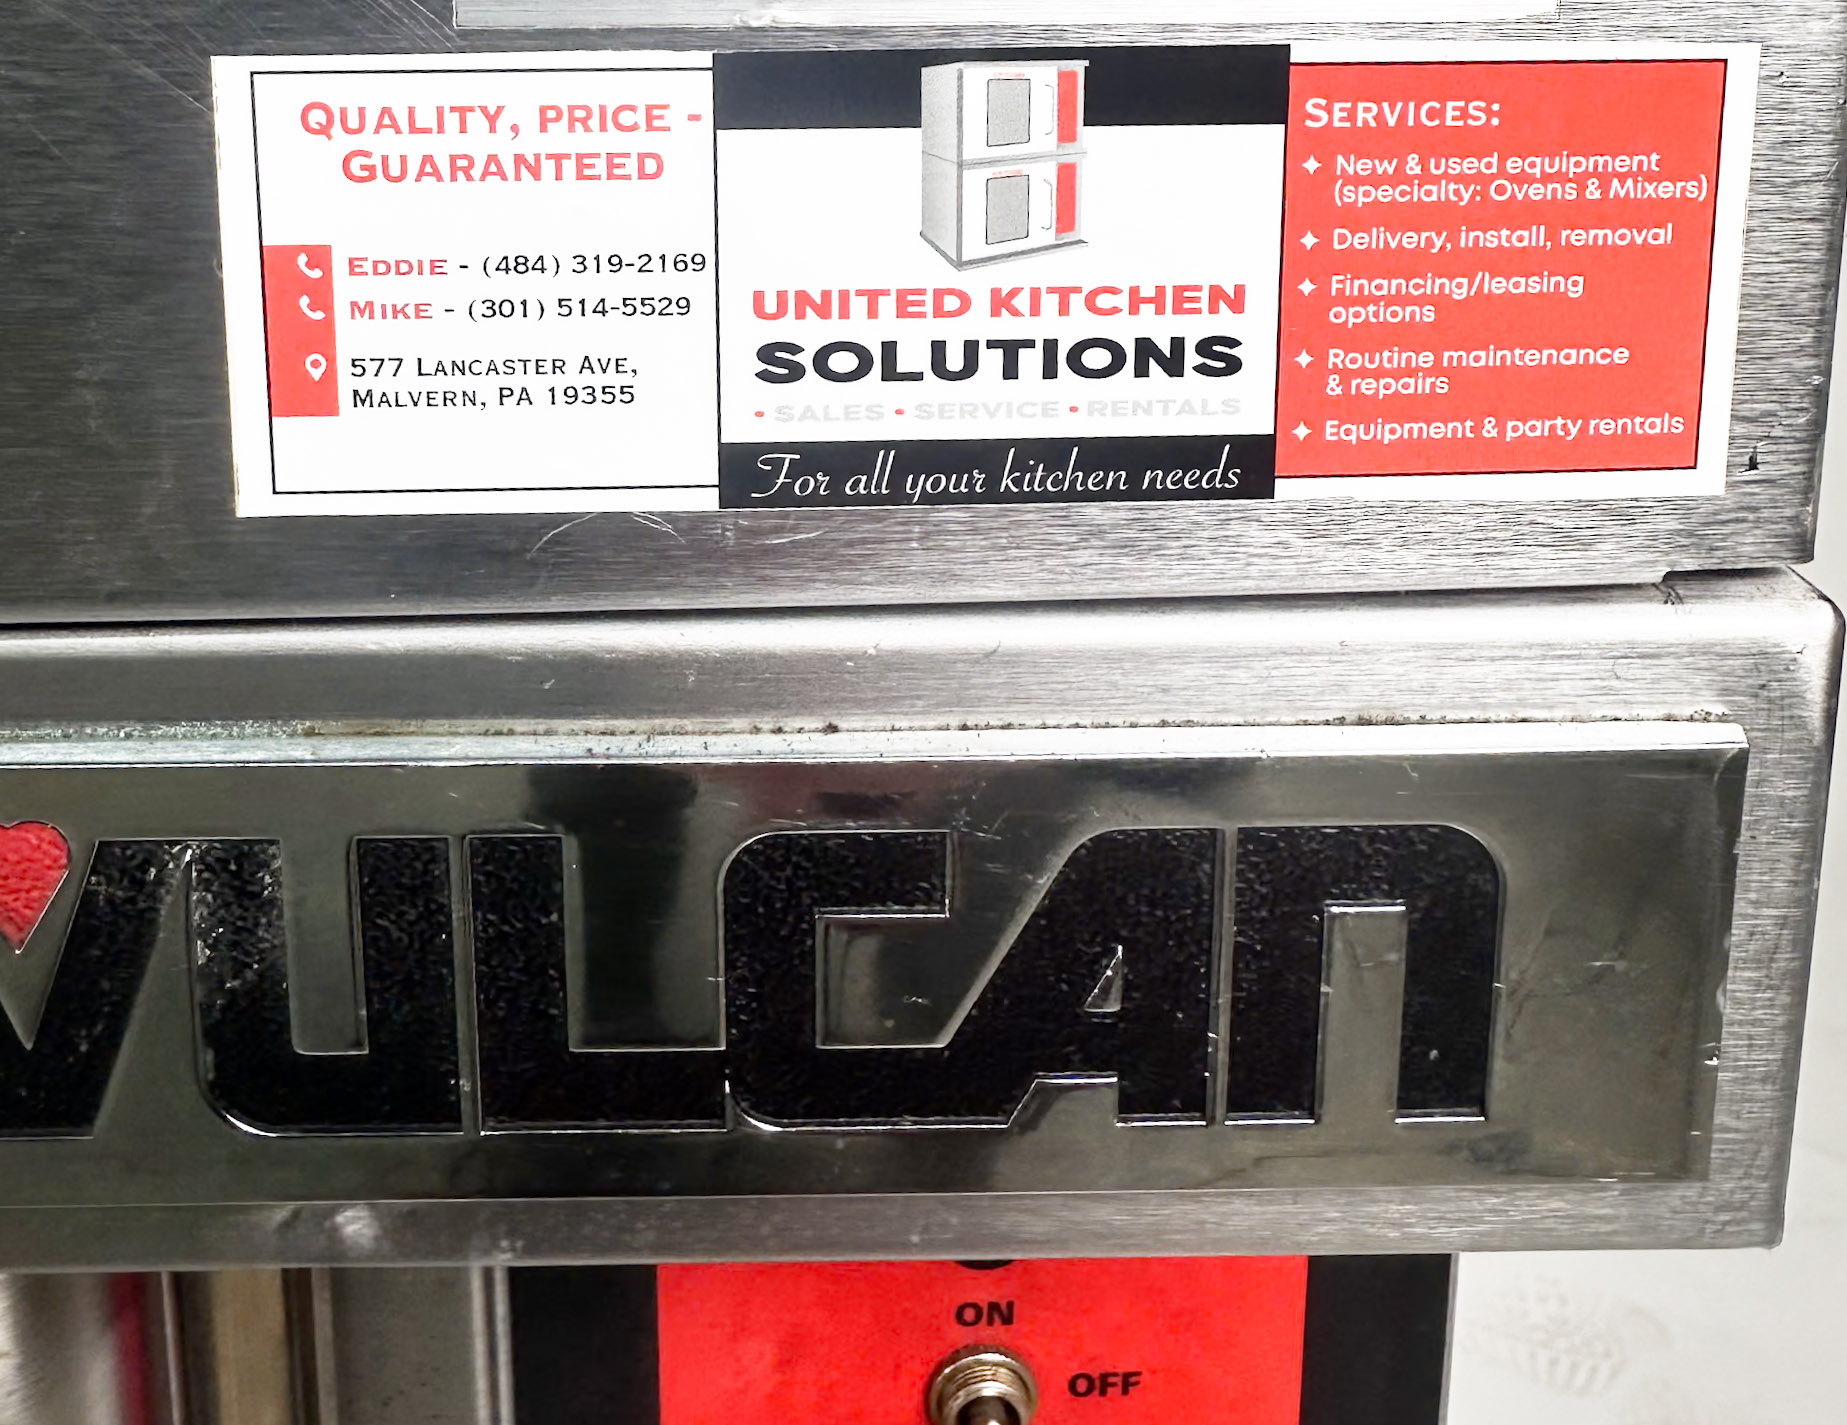 QUALITY, PRICE -
GUARANTEED
EDDIE - (484) 319-2169
MIKE - (301) 514-5529
577 LANCASTER AVE,
MALVERN, PA 19355
UNITED KITCHEN
SOLUTIONS
• SALES • SERVICE • RENTALS
For all your kitchen needs
SERVICES:
✦ New & used equipment
(specialty: Ovens & Mixers)
✦ Delivery, install, removal
✦ Financing/leasing
options
✦ Routine maintenance
& repairs
✦ Equipment & party rentals
VULCAN
ON
OFF